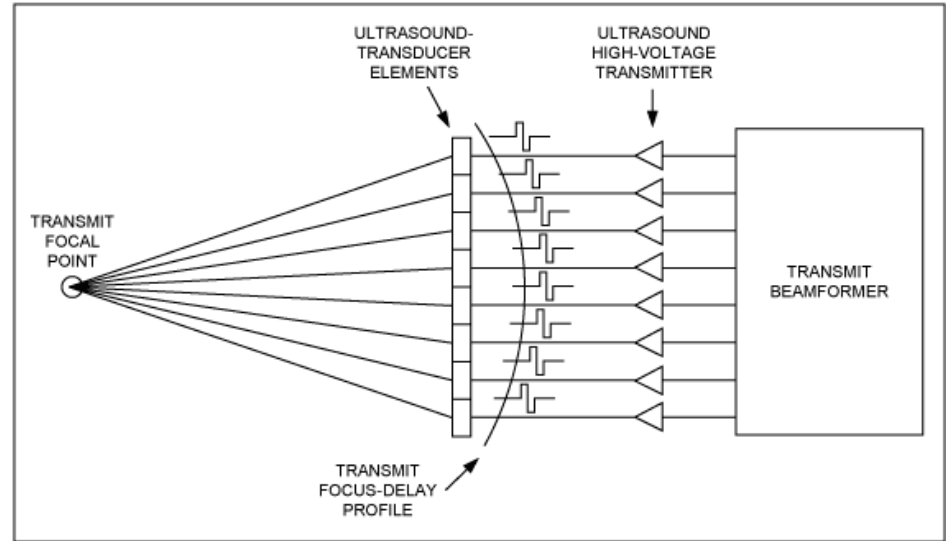 ULTRASOUND-
TRANSDUCER
ELEMENTS
ULTRASOUND
HIGH-VOLTAGE
TRANSMITTER
TRANSMIT
FOCAL
POINT
TRANSMIT
BEAMFORMER
TRANSMIT
FOCUS-DELAY
PROFILE